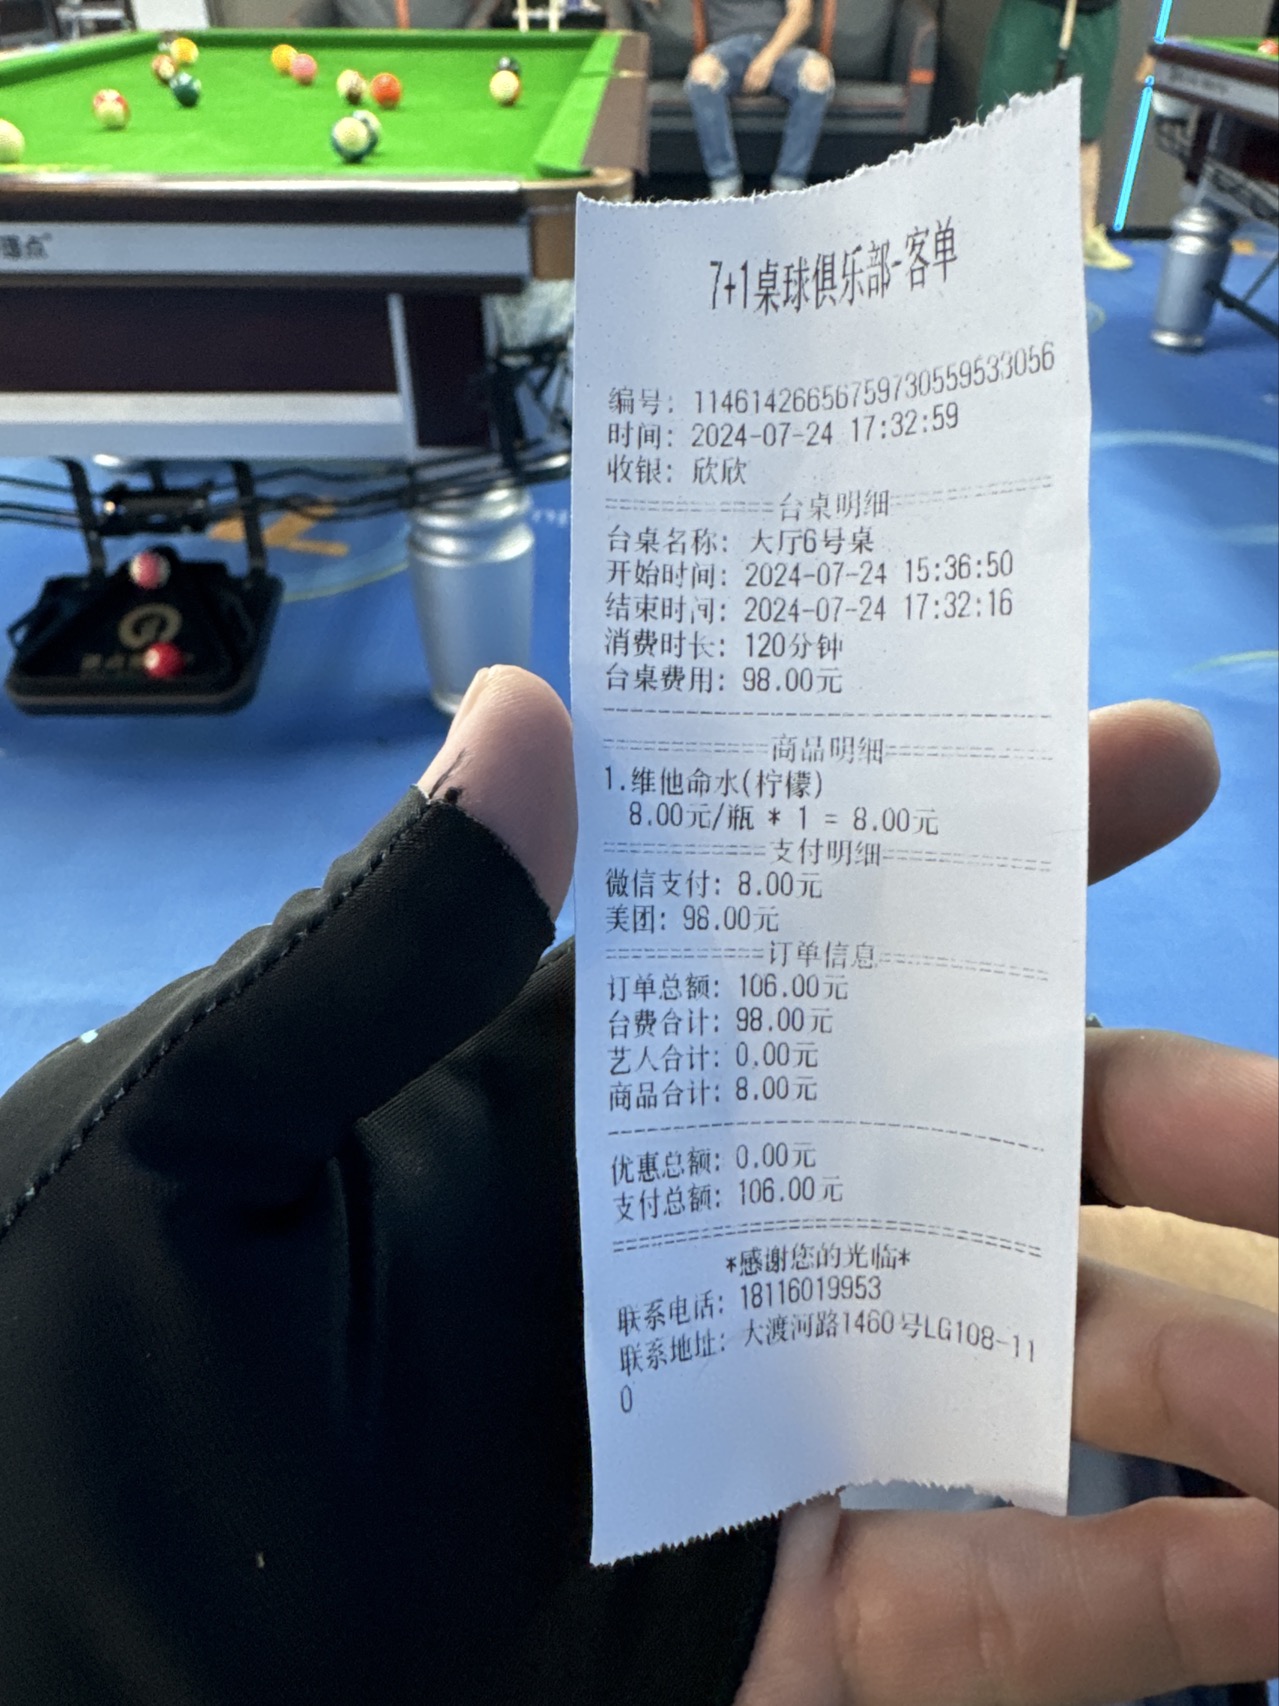 7+1桌球俱乐部-客单
编号: 1146142665675973055953­3056
时间: 2024-07-24 17:32:59
收银: 欣欣
==========台桌明细==========
台桌名称: 大厅6号桌
开始时间: 2024-07-24 15:36:50
结束时间: 2024-07-24 17:32:16
消费时长: 120分钟
台桌费用: 98.00元
==========商品明细==========
1.维他命水(柠檬)
8.00元/瓶 * 1 = 8.00元
==========支付明细==========
微信支付: 8.00元
美团: 98.00元
==========订单信息==========
订单总额: 106.00元
台费合计: 98.00元
艺人合计: 0.00元
商品合计: 8.00元
优惠总额: 0.00元
支付总额: 106.00元
*感谢您的光临*
联系电话: 18116019953
联系地址: 大渡河路1460号LG108-11
0